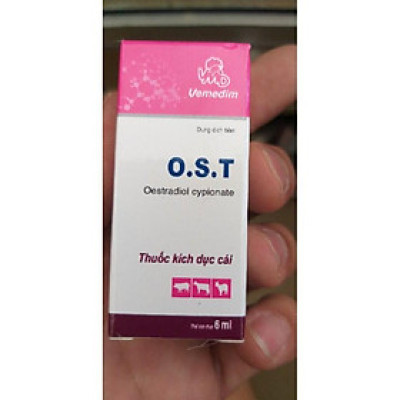 Vemedim
Dung dịch tiêm
O.S.T
Oestradiol cypionate
Thuốc kích dục cái
6 ml